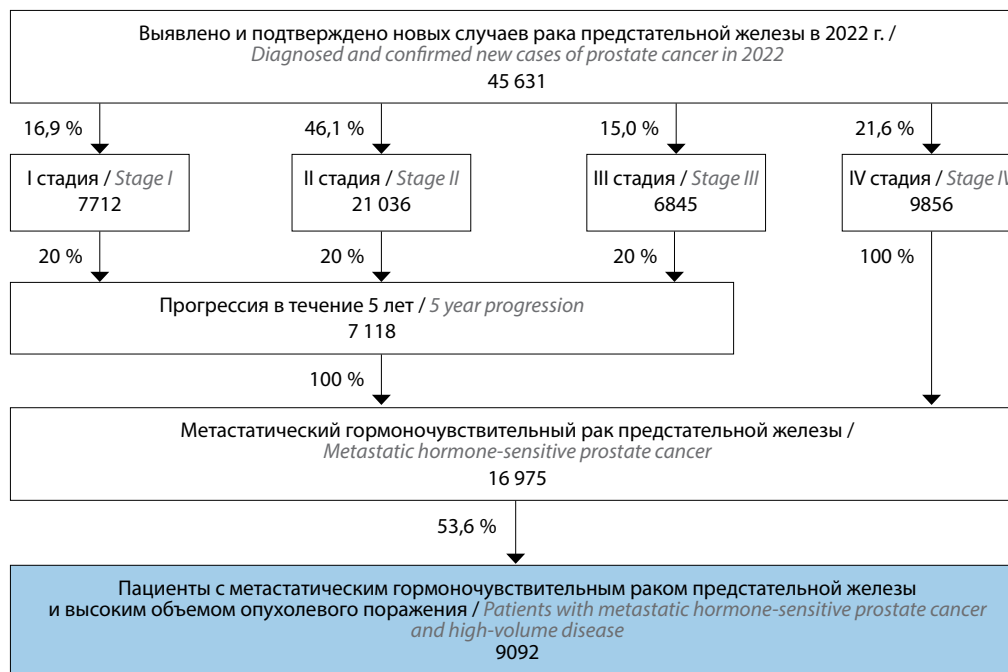 Выявлено и подтверждено новых случаев рака предстательной железы в 2022 г. /
Diagnosed and confirmed new cases of prostate cancer in 2022
45 631
16,9 %
46,1 %
15,0 %
21,6 %
I стадия / Stage I
7712
II стадия / Stage II
21 036
III стадия / Stage III
6845
IV стадия / Stage IV
9856
20 %
20 %
20 %
100 %
Прогрессия в течение 5 лет / 5 year progression
7 118
100 %
Метастатический гормоночувствительный рак предстательной железы /
Metastatic hormone-sensitive prostate cancer
16 975
53,6 %
Пациенты с метастатическим гормоночувствительным раком предстательной железы
и высоким объемом опухолевого поражения / Patients with metastatic hormone-sensitive prostate cancer
and high-volume disease
9092